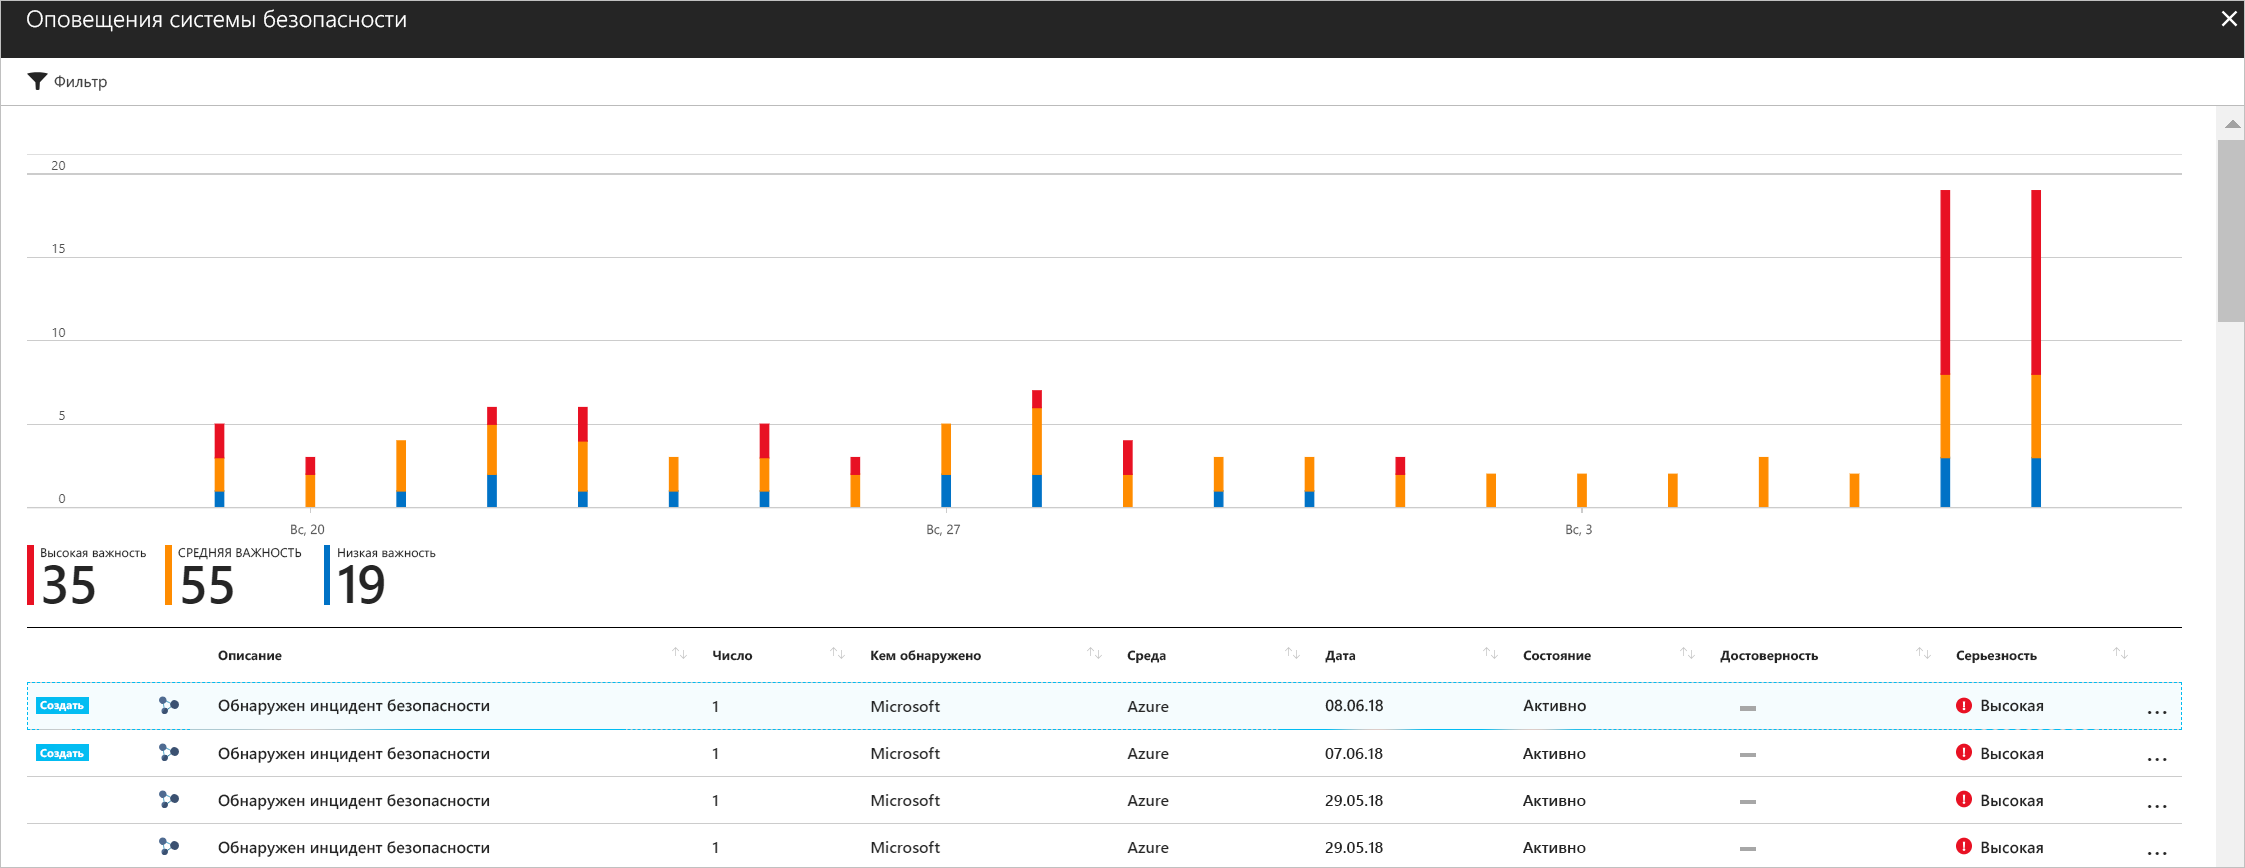 Оповещения системы безопасности
Фильтр
20
15
10
5
0
Вс, 20 Вс, 27 Вс, 3
Высокая важность СРЕДНЯЯ ВАЖНОСТЬ Низкая важность
35 55 19
Описание Число Кем обнаружено Среда Дата Состояние Достоверность Серьезность
Создать Обнаружен инцидент безопасности 1 Microsoft Azure 08.06.18 Активно Высокая ...
Создать Обнаружен инцидент безопасности 1 Microsoft Azure 07.06.18 Активно Высокая ...
Обнаружен инцидент безопасности 1 Microsoft Azure 29.05.18 Активно Высокая ...
Обнаружен инцидент безопасности 1 Microsoft Azure 29.05.18 Активно Высокая ...